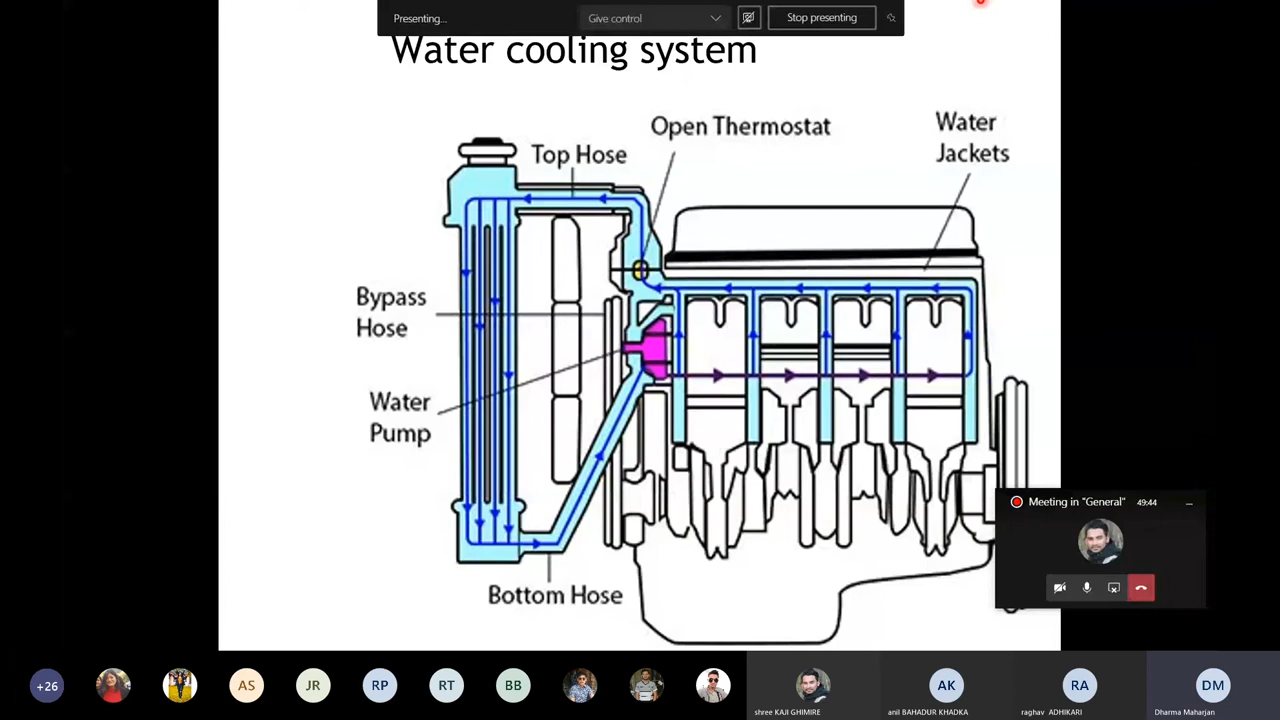 Presenting...
Give control
Stop presenting
Water cooling system
Open Thermostat
Water
Jackets
Top Hose
Bypass
Hose
Water
Pump
Bottom Hose
Meeting in "General"
49:44
+26
AS
JR
RP
RT
BB
AK
RA
DM
shree KAJI GHIMIRE
anil BAHADUR KHADKA
raghav ADHIKARI
Dharma Maharjan